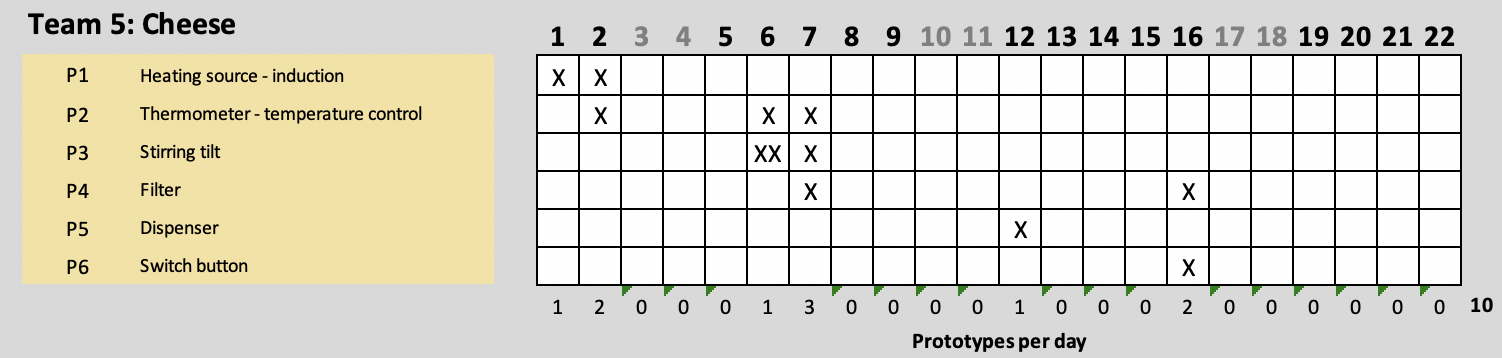 Team 5: Cheese
1 2 3 4 5 6 7 8 9 10 11 12 13 14 15 16 17 18 19 20 21 22
P1 Heating source - induction X X
P2 Thermometer - temperature control X X X
P3 Stirring tilt XX X
P4 Filter X X
P5 Dispenser X
P6 Switch button X
1 2 0 0 0 1 3 0 0 0 0 1 0 0 0 2 0 0 0 0 0 0 10
Prototypes per day